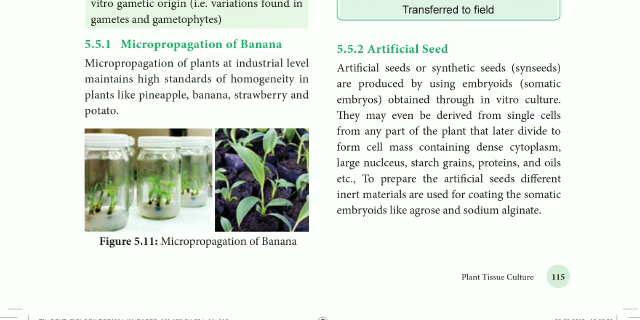 vitro gametic origin (i.e. variations found in
gametes and gametophytes)
5.5.1 Micropropagation of Banana
Micropropagation of plants at industrial level
maintains high standards of homogeneity in
plants like pineapple, banana, strawberry and
potato.
Figure 5.11: Micropropagation of Banana
Transferred to field
5.5.2 Artificial Seed
Artificial seeds or synthetic seeds (synseeds)
are produced by using embryoids (somatic
embryos) obtained through in vitro culture.
They may even be derived from single cells
from any part of the plant that later divide to
form cell mass containing dense cytoplasm,
large nuclceus, starch grains, proteins, and oils
etc., To prepare the artificial seeds different
inert materials are used for coating the somatic
embryoids like agrose and sodium alginate.
Plant Tissue Culture 115